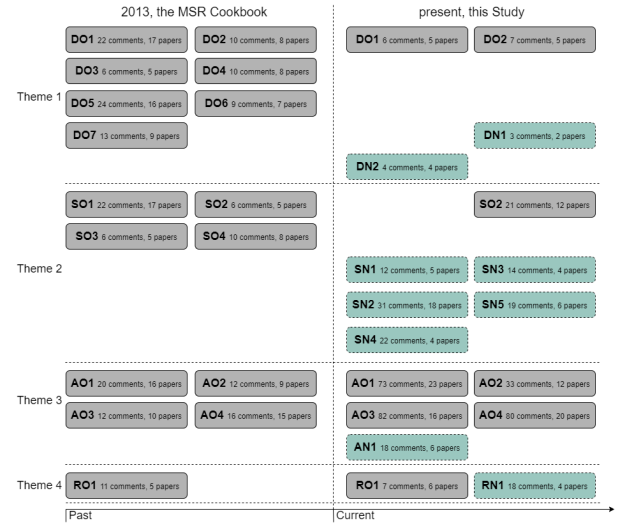 2013, the MSR Cookbook present, this Study
DO1 22 comments, 17 papers DO2 10 comments, 8 papers DO1 6 comments, 5 papers DO2 7 comments, 5 papers
DO3 6 comments, 5 papers DO4 10 comments, 8 papers
Theme 1 DO5 24 comments, 16 papers DO6 9 comments, 7 papers
DO7 13 comments, 9 papers DN1 3 comments, 2 papers
DN2 4 comments, 4 papers
SO1 22 comments, 17 papers SO2 6 comments, 5 papers SO2 21 comments, 12 papers
SO3 6 comments, 5 papers SO4 10 comments, 8 papers
Theme 2 SN1 12 comments, 5 papers SN3 14 comments, 4 papers
SN2 31 comments, 18 papers SN5 19 comments, 6 papers
SN4 22 comments, 4 papers
AO1 20 comments, 16 papers AO2 12 comments, 9 papers AO1 73 comments, 23 papers AO2 33 comments, 12 papers
Theme 3 AO3 12 comments, 10 papers AO4 16 comments, 15 papers AO3 82 comments, 16 papers AO4 80 comments, 20 papers
AN1 18 comments, 6 papers
Theme 4 RO1 11 comments, 5 papers RO1 7 comments, 6 papers RN1 18 comments, 4 papers
Past Current